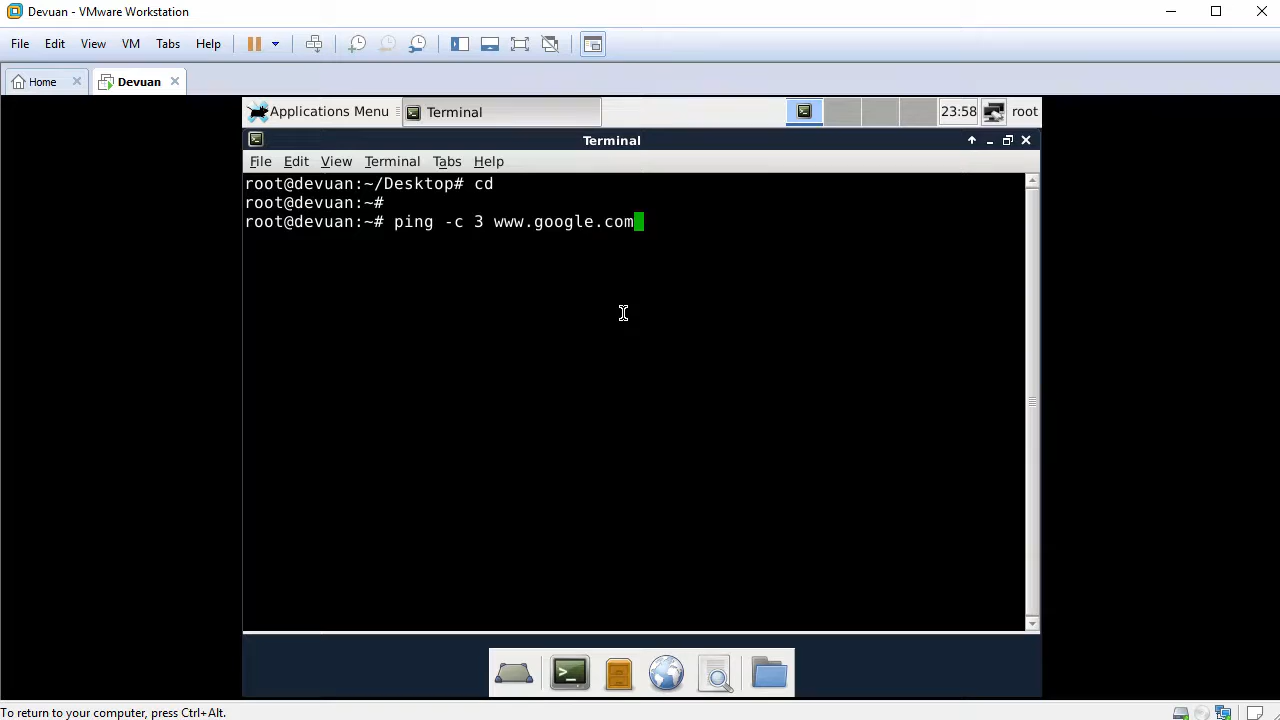 Devuan - VMware Workstation
File Edit View VM Tabs Help
Home Devuan
Applications Menu Terminal 23:58 root
Terminal
File Edit View Terminal Tabs Help
root@devuan:~/Desktop# cd
root@devuan:~#
root@devuan:~# ping -c 3 www.google.com
To return to your computer, press Ctrl+Alt.